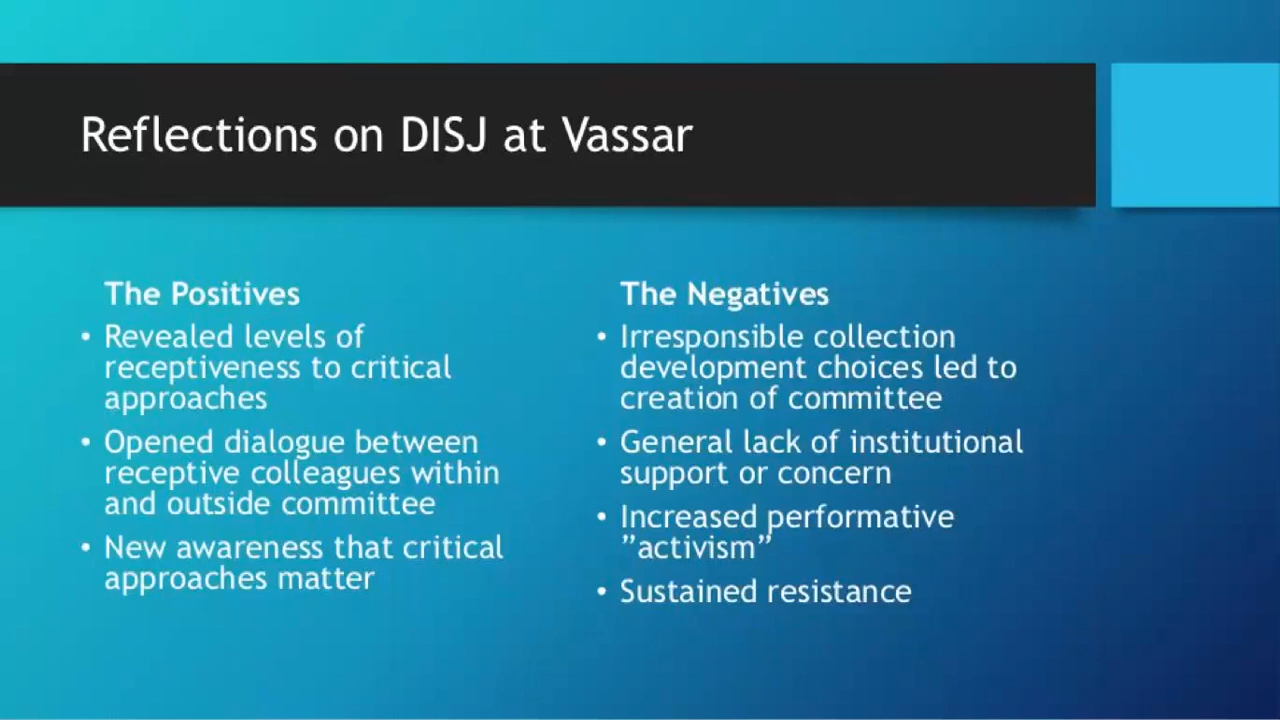 Reflections on DISJ at Vassar
The Positives
• Revealed levels of
receptiveness to critical
approaches
• Opened dialogue between
receptive colleagues within
and outside committee
• New awareness that critical
approaches matter
The Negatives
• Irresponsible collection
development choices led to
creation of committee
• General lack of institutional
support or concern
• Increased performative
”activism”
• Sustained resistance